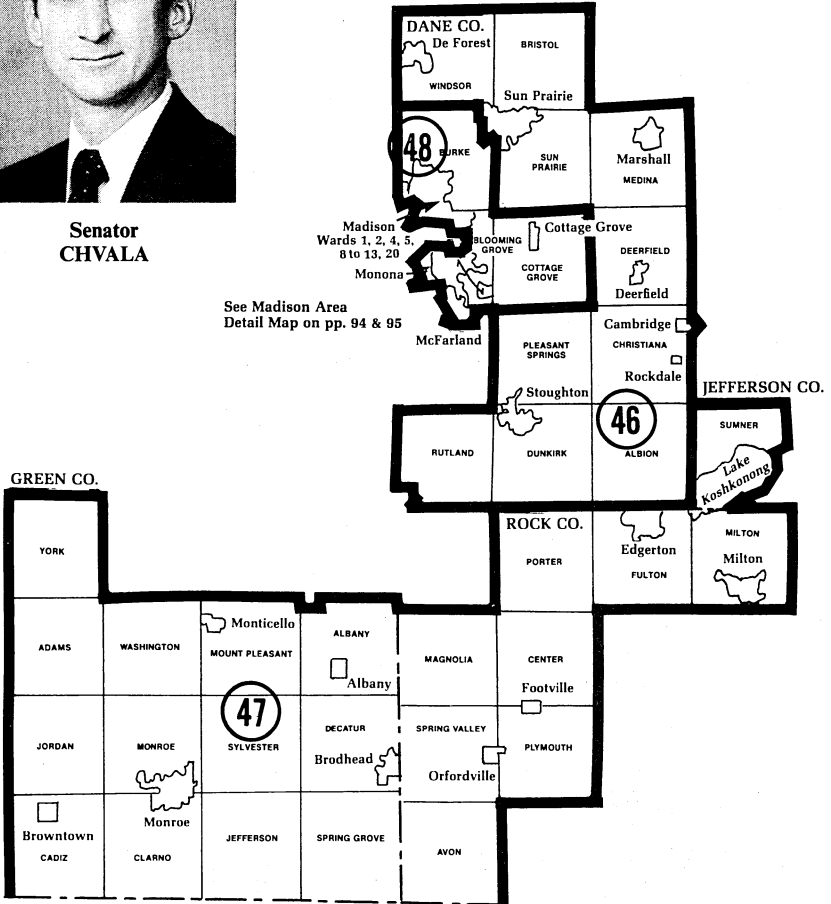 Senator
CHVALA
DANE CO.
De Forest
BRISTOL
WINDSOR
Sun Prairie
48
BURKE
SUN
PRAIRIE
Marshall
MEDINA
Madison
Wards 1, 2, 4, 5,
8 to 13, 20
BLOOMING
GROVE
Cottage Grove
COTTAGE
GROVE
DEERFIELD
Deerfield
Monona
See Madison Area
Detail Map on pp. 94 & 95
McFarland
Cambridge
PLEASANT
SPRINGS
CHRISTIANA
Rockdale
Stoughton
JEFFERSON CO.
46
SUMNER
RUTLAND
DUNKIRK
ALBION
Lake
Koshkonong
GREEN CO.
ROCK CO.
YORK
PORTER
Edgerton
FULTON
MILTON
Milton
ADAMS
WASHINGTON
Monticello
MOUNT PLEASANT
ALBANY
Albany
MAGNOLIA
CENTER
Footville
47
JORDAN
MONROE
SYLVESTER
DECATUR
Brodhead
SPRING VALLEY
Orfordville
PLYMOUTH
Browntown
CADIZ
Monroe
CLARNO
JEFFERSON
SPRING GROVE
AVON